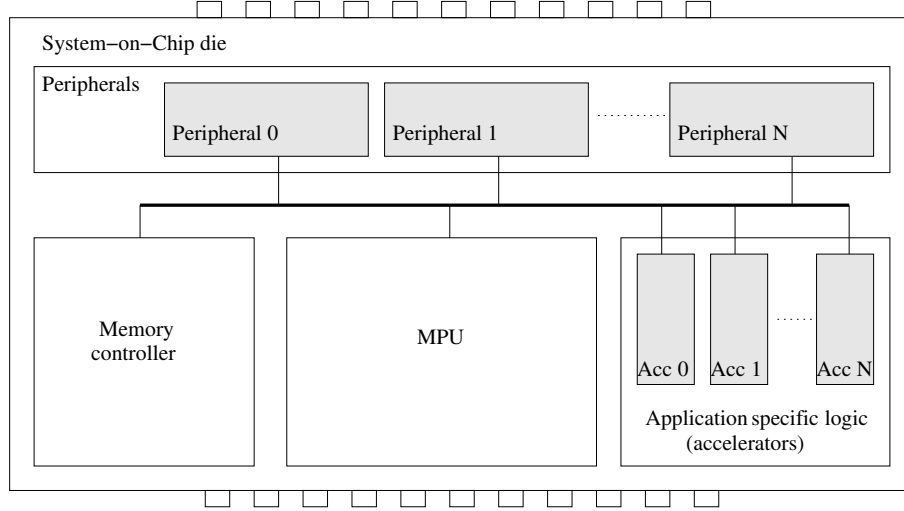 System−on−Chip die
Peripherals
Peripheral 0
Peripheral 1
Peripheral N
Memory
controller
MPU
Acc 0
Acc 1
Acc N
Application specific logic
(accelerators)